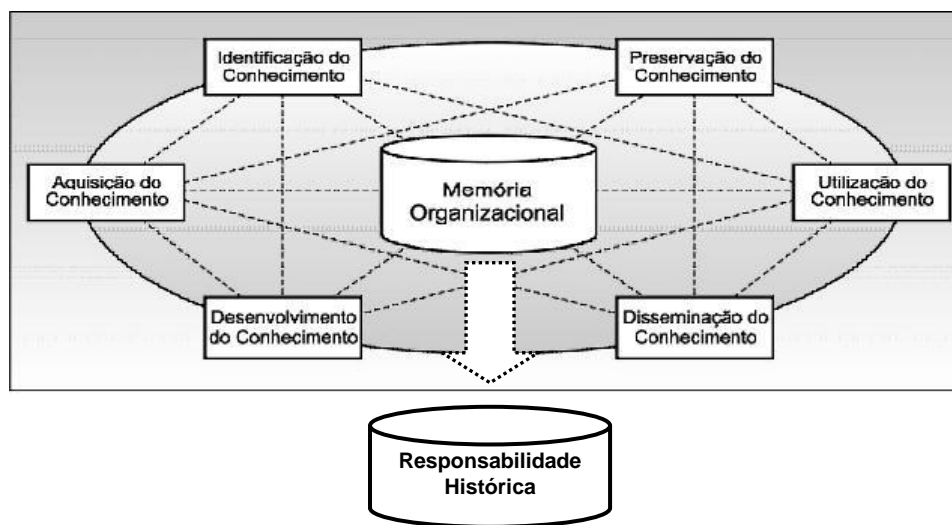 Identificação do
Conhecimento
Preservação do
Conhecimento
Aquisição do
Conhecimento
Memória
Organizacional
Utilização do
Conhecimento
Desenvolvimento
do Conhecimento
Disseminação do
Conhecimento
Responsabilidade
Histórica